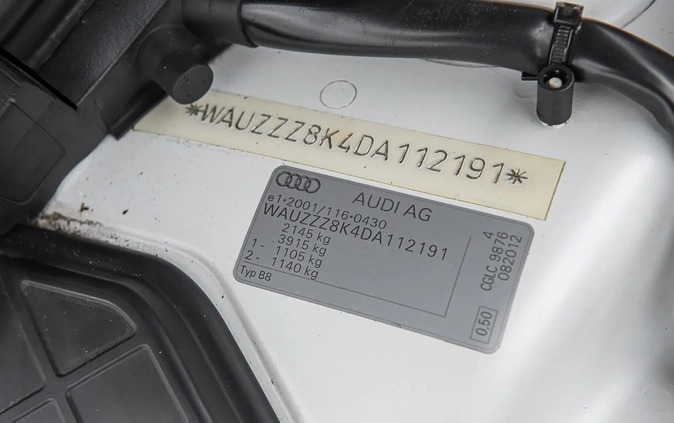 *WAUZZZ8K4DA112191*
AUDI AG
e1*2001/116*0430
WAUZZZ8K4DA112191
2145 kg
3915 kg
1- 1105 kg
2- 1140 kg
Typ B8
4
CGLC 9876
082012
0.50